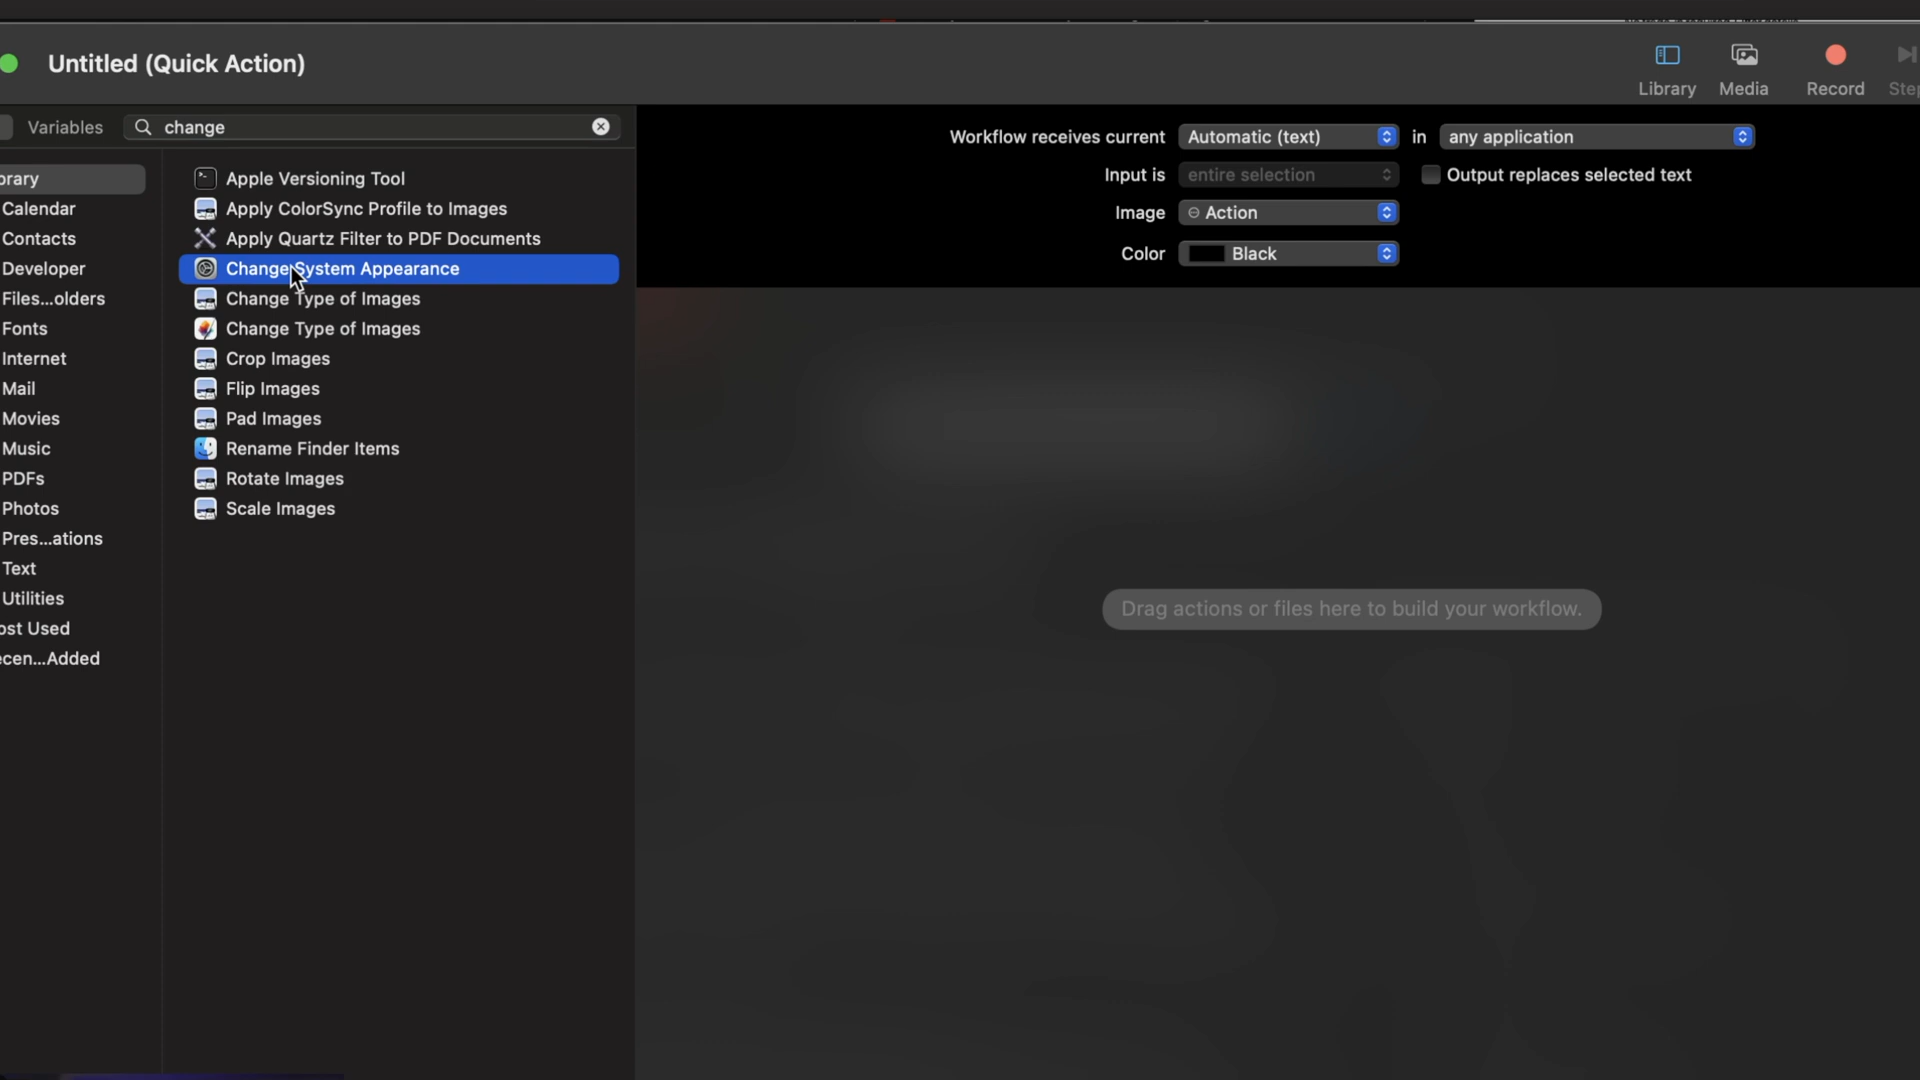 Untitled (Quick Action)
Library
Media
Record
Step
Variables
change
Workflow receives current
Automatic (text)
in
any application
Input is
entire selection
Output replaces selected text
Image
Action
Color
Black
brary
Calendar
Contacts
Developer
Files...olders
Fonts
Internet
Mail
Movies
Music
PDFs
Photos
Pres...ations
Text
Utilities
ost Used
ecen...Added
Apple Versioning Tool
Apply ColorSync Profile to Images
Apply Quartz Filter to PDF Documents
Change System Appearance
Change Type of Images
Change Type of Images
Crop Images
Flip Images
Pad Images
Rename Finder Items
Rotate Images
Scale Images
Drag actions or files here to build your workflow.